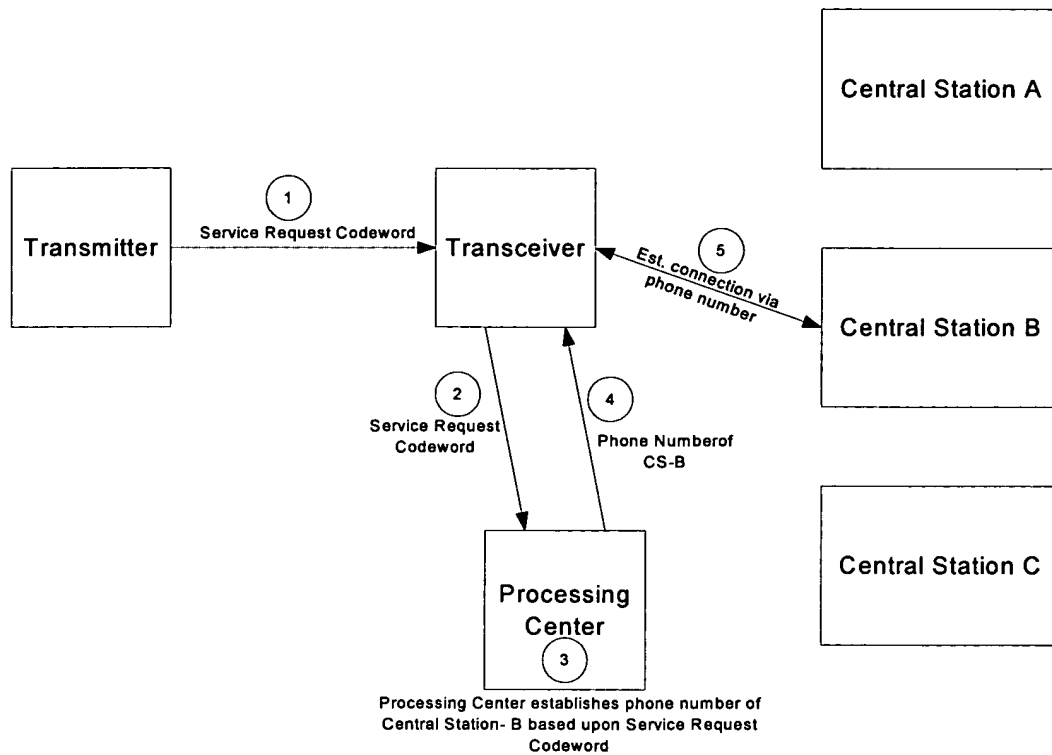 Central Station A
Transmitter
1
Service Request Codeword
Transceiver
5
Est. connection via
phone number
Central Station B
2
Service Request
Codeword
4
Phone Numberof
CS-B
Central Station C
Processing
Center
3
Processing Center establishes phone number of
Central Station- B based upon Service Request
Codeword